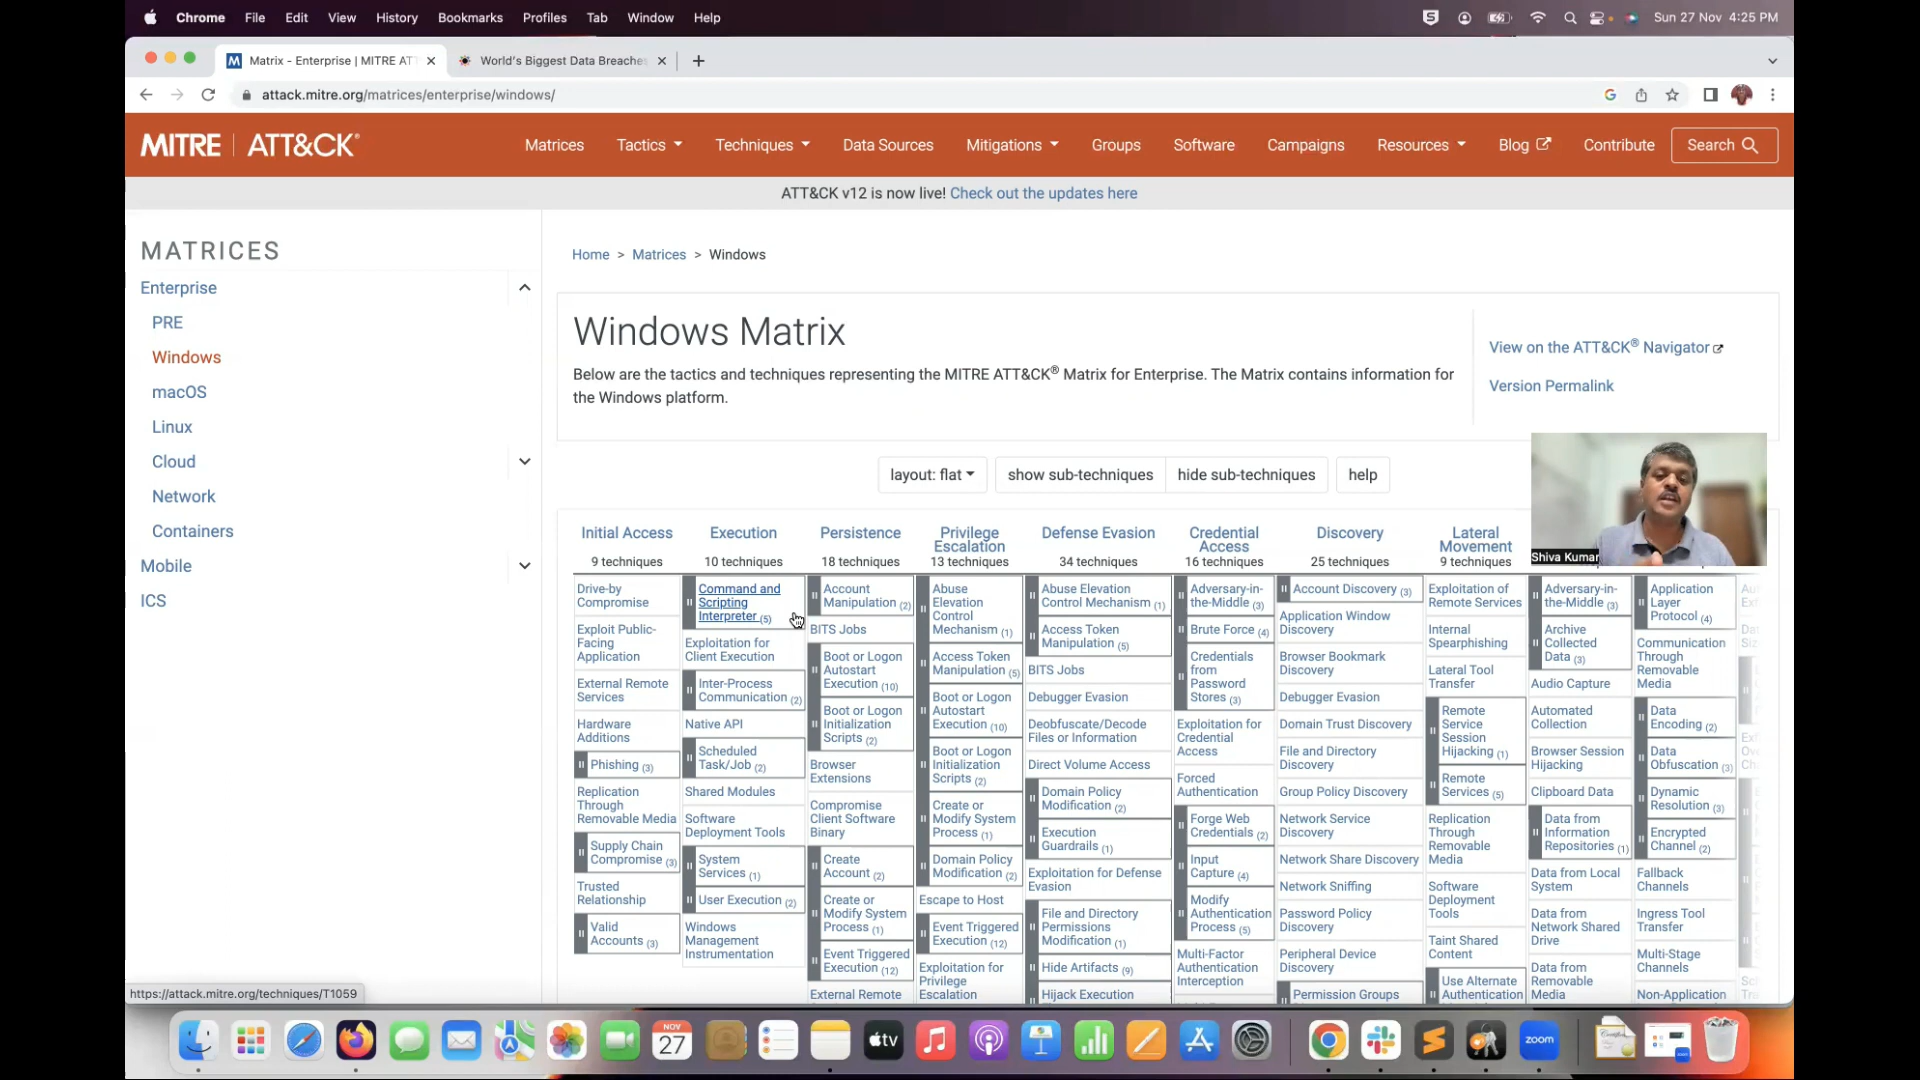 Chrome File Edit View History Bookmarks Profiles Tab Window Help
Sun 27 Nov 4:25 PM
Matrix - Enterprise | MITRE AT
World's Biggest Data Breaches
attack.mitre.org/matrices/enterprise/windows/
MITRE | ATT&CK®
Matrices Tactics Techniques Data Sources Mitigations Groups Software Campaigns Resources Blog Contribute Search
ATT&CK v12 is now live! Check out the updates here
MATRICES
Enterprise
PRE
Windows
macOS
Linux
Cloud
Network
Containers
Mobile
ICS
Home > Matrices > Windows
Windows Matrix
Below are the tactics and techniques representing the MITRE ATT&CK® Matrix for Enterprise. The Matrix contains information for
the Windows platform.
View on the ATT&CK® Navigator
Version Permalink
layout: flat
show sub-techniques
hide sub-techniques
help
Shiva Kumar
Initial Access
9 techniques
Drive-by
Compromise
Exploit Public-
Facing
Application
External Remote
Services
Hardware
Additions
Phishing (3)
Replication
Through
Removable Media
Supply Chain
Compromise (3)
Trusted
Relationship
Valid
Accounts (3)
Execution
10 techniques
Command and
Scripting
Interpreter (5)
Exploitation for
Client Execution
Inter-Process
Communication (2)
Native API
Scheduled
Task/Job (2)
Shared Modules
Software
Deployment Tools
System
Services (1)
User Execution (2)
Windows
Management
Instrumentation
Persistence
18 techniques
Account
Manipulation (2)
BITS Jobs
Boot or Logon
Autostart
Execution (10)
Boot or Logon
Initialization
Scripts (2)
Browser
Extensions
Compromise
Client Software
Binary
Create
Account (2)
Create or
Modify System
Process (1)
Event Triggered
Execution (12)
External Remote
Privilege
Escalation
13 techniques
Abuse
Elevation
Control
Mechanism (1)
Access Token
Manipulation (5)
Boot or Logon
Autostart
Execution (10)
Boot or Logon
Initialization
Scripts (2)
Create or
Modify System
Process (1)
Domain Policy
Modification (2)
Escape to Host
Event Triggered
Execution (12)
Exploitation for
Privilege
Escalation
Defense Evasion
34 techniques
Abuse Elevation
Control Mechanism (1)
Access Token
Manipulation (5)
BITS Jobs
Debugger Evasion
Deobfuscate/Decode
Files or Information
Direct Volume Access
Domain Policy
Modification (2)
Execution
Guardrails (1)
Exploitation for Defense
Evasion
File and Directory
Permissions
Modification (1)
Hide Artifacts (9)
Hijack Execution
Credential
Access
16 techniques
Adversary-in-
the-Middle (3)
Brute Force (4)
Credentials
from
Password
Stores (3)
Exploitation for
Credential
Access
Forced
Authentication
Forge Web
Credentials (2)
Input
Capture (4)
Modify
Authentication
Process (5)
Multi-Factor
Authentication
Interception
Discovery
25 techniques
Account Discovery (3)
Application Window
Discovery
Browser Bookmark
Discovery
Debugger Evasion
Domain Trust Discovery
File and Directory
Discovery
Group Policy Discovery
Network Service
Discovery
Network Share Discovery
Network Sniffing
Password Policy
Discovery
Peripheral Device
Discovery
Permission Groups
Lateral
Movement
9 techniques
Exploitation of
Remote Services
Internal
Spearphishing
Lateral Tool
Transfer
Remote
Service
Session
Hijacking (1)
Remote
Services (5)
Replication
Through
Removable
Media
Software
Deployment
Tools
Taint Shared
Content
Use Alternate
Authentication
Adversary-in-
the-Middle (3)
Archive
Collected
Data (3)
Audio Capture
Automated
Collection
Browser Session
Hijacking
Clipboard Data
Data from
Information
Repositories (1)
Data from Local
System
Data from
Network Shared
Drive
Data from
Removable
Media
Application
Layer
Protocol (4)
Communication
Through
Removable
Media
Data
Encoding (2)
Data
Obfuscation (3)
Dynamic
Resolution (3)
Encrypted
Channel (2)
Fallback
Channels
Ingress Tool
Transfer
Multi-Stage
Channels
Non-Application
https://attack.mitre.org/techniques/T1059
NOV
27
tv
zoom